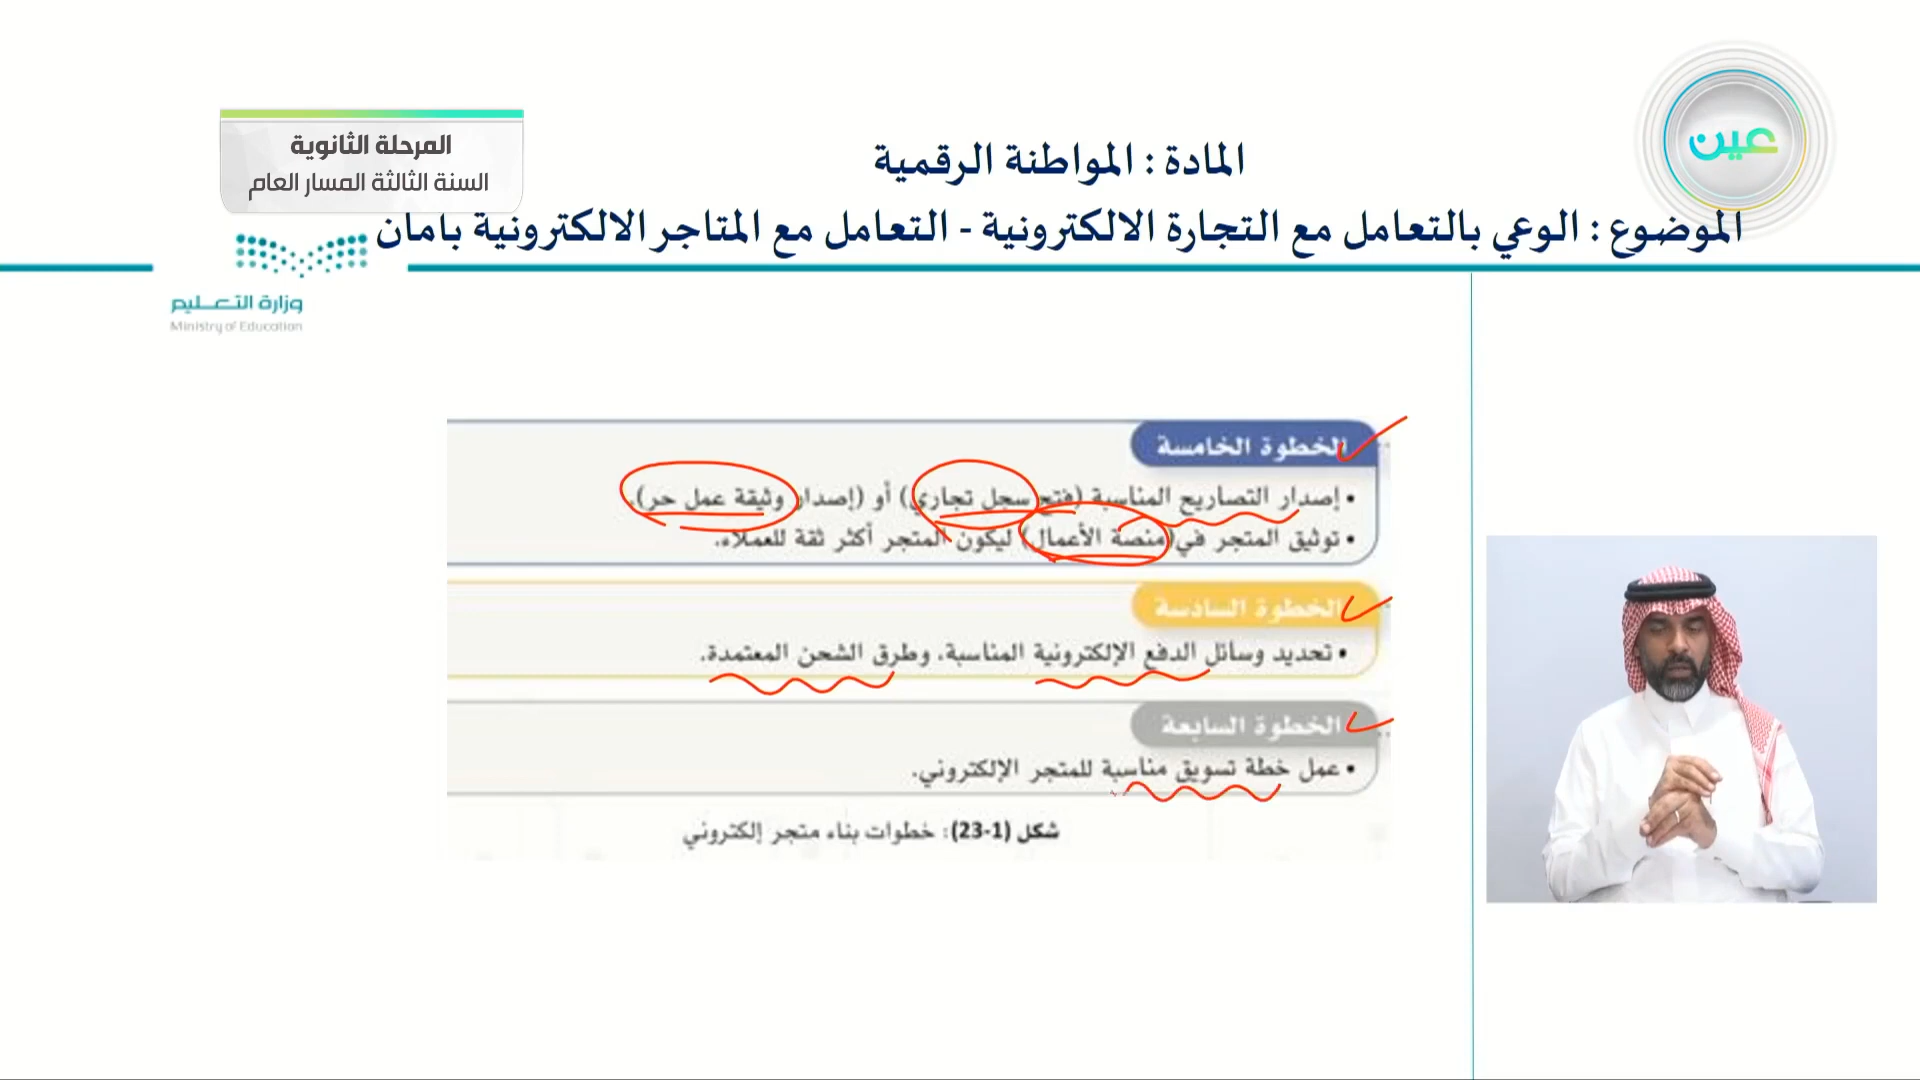 عين
المرحلة الثانوية
السنة الثالثة المسار العام
المادة : المواطنة الرقمية
الموضوع : الوعي بالتعامل مع التجارة الالكترونية - التعامل مع المتاجر الالكترونية بامان
وزارة التعليم
Ministry of Education
الخطوة الخامسة
• إصدار التصاريح المناسبة (فتح سجل تجاري) أو (إصدار وثيقة عمل حر).
• توثيق المتجر في(منصة الأعمال) ليكون المتجر أكثر ثقة للعملاء.
الخطوة السادسة
• تحديد وسائل الدفع الإلكترونية المناسبة، وطرق الشحن المعتمدة.
الخطوة السابعة
• عمل خطة تسويق مناسبة للمتجر الإلكتروني.
شكل (1-23): خطوات بناء متجر إلكتروني